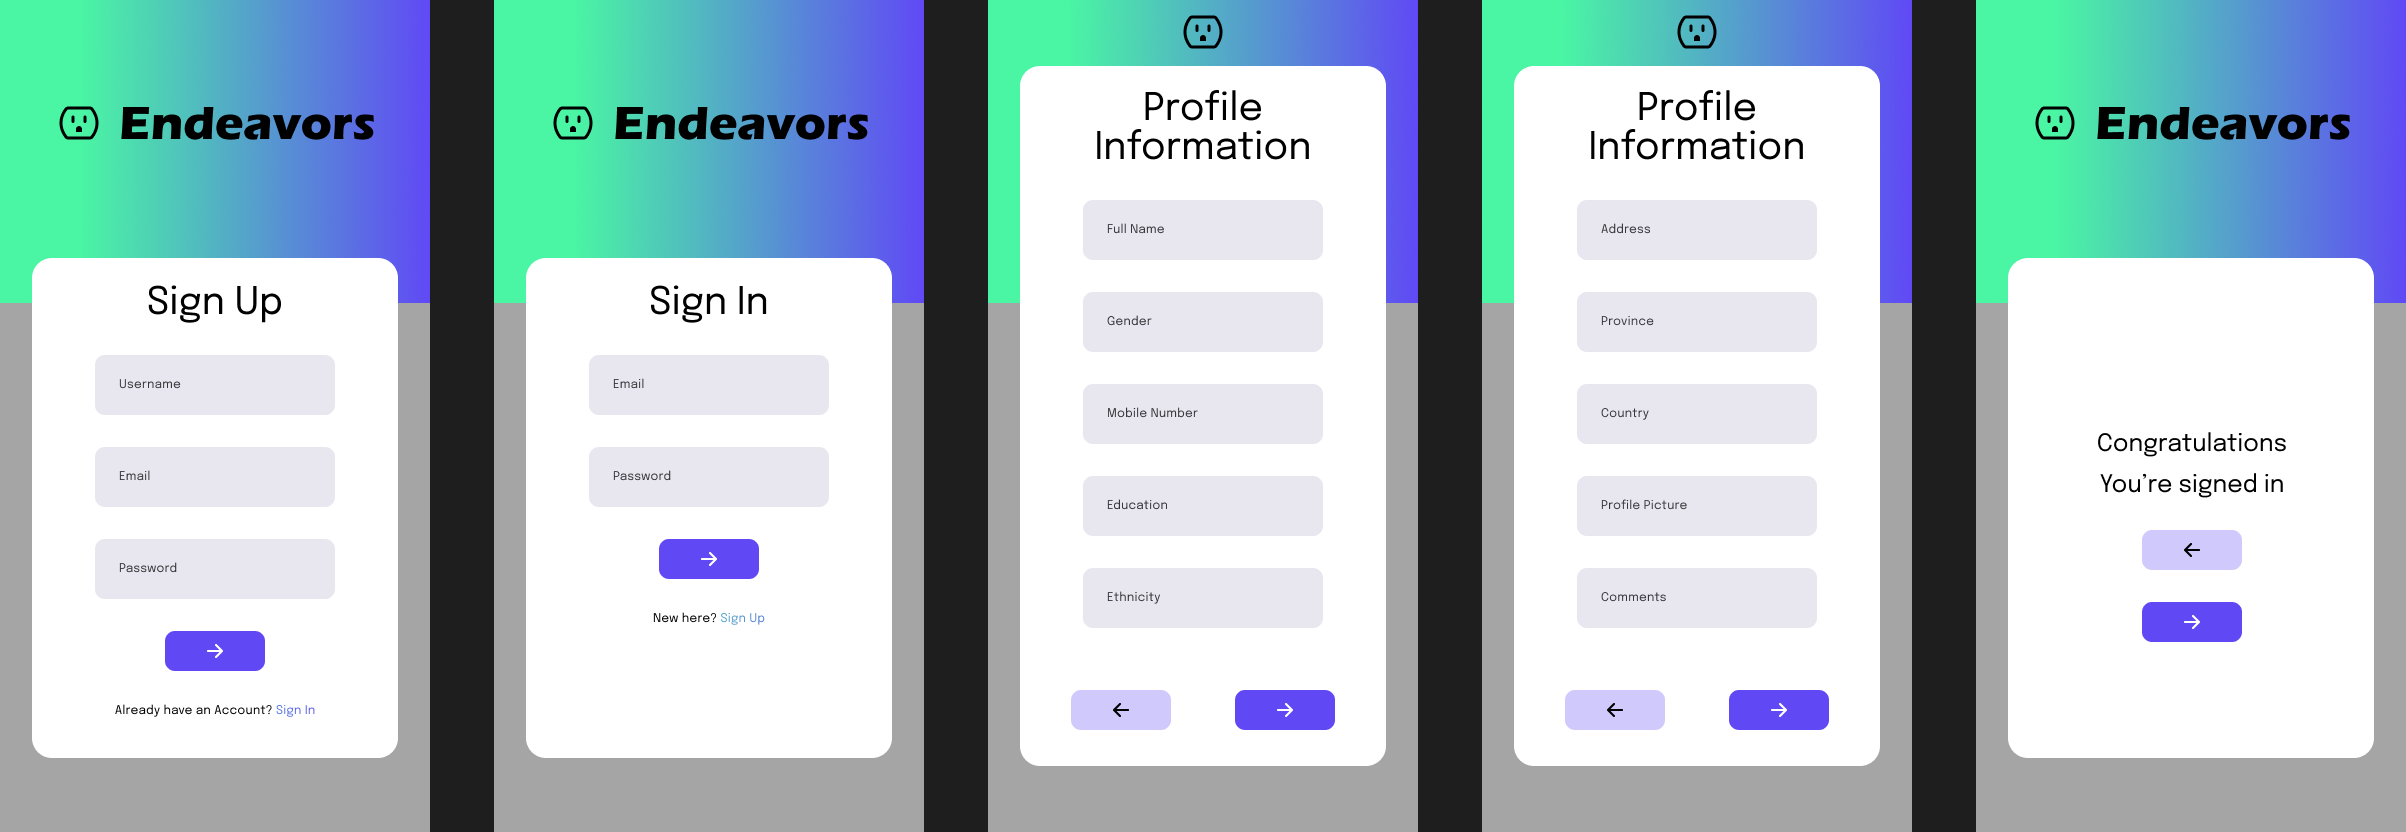 Endeavors
Sign Up
Username
Email
Password
Already have an Account? Sign In
Endeavors
Sign In
Email
Password
New here? Sign Up
Profile
Information
Full Name
Gender
Mobile Number
Education
Ethnicity
Profile
Information
Address
Province
Country
Profile Picture
Comments
Endeavors
Congratulations
You’re signed in